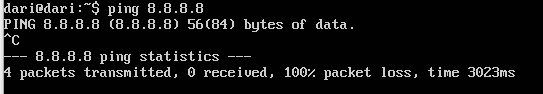 dari@dari:~$ ping 8.8.8.8
PING 8.8.8.8 (8.8.8.8) 56(84) bytes of data.
^C
--- 8.8.8.8 ping statistics ---
4 packets transmitted, 0 received, 100% packet loss, time 3023ms